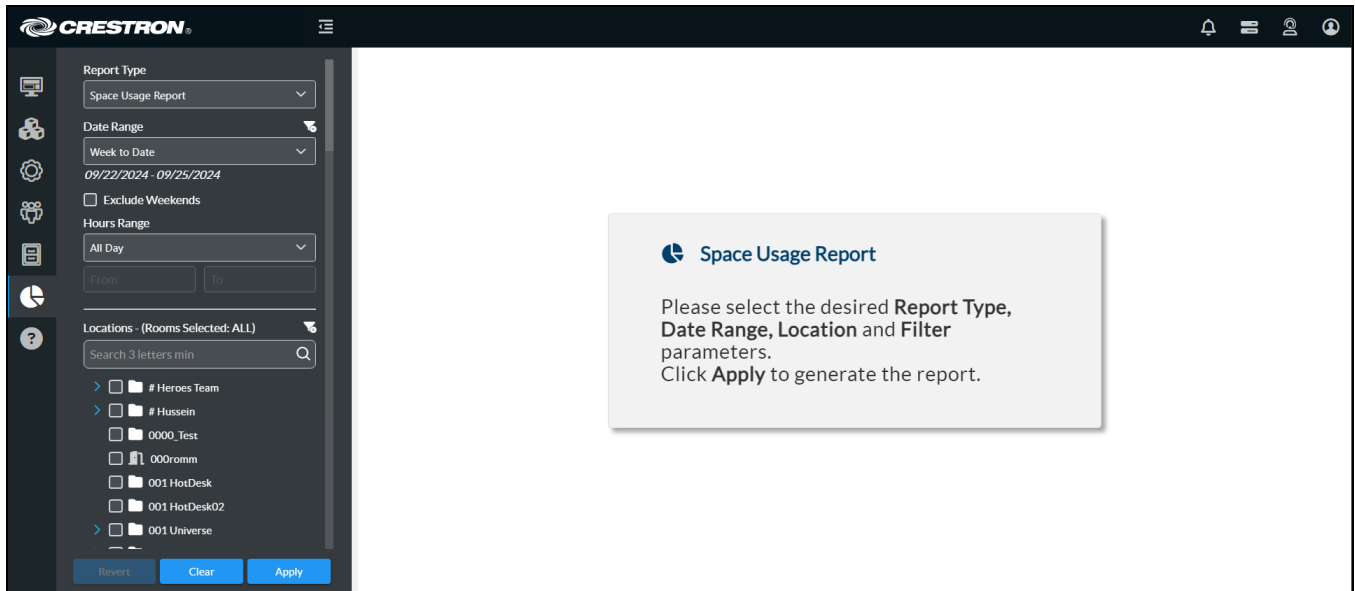 CRESTRON®
Report Type
Space Usage Report
Date Range
Week to Date
09/22/2024 - 09/25/2024
Exclude Weekends
Hours Range
All Day
From To
Locations - (Rooms Selected: ALL)
Search 3 letters min
# Heroes Team
# Hussein
0000_Test
000romm
001 HotDesk
001 HotDesk02
001 Universe
Revert Clear Apply
Space Usage Report
Please select the desired Report Type,
Date Range, Location and Filter
parameters.
Click Apply to generate the report.